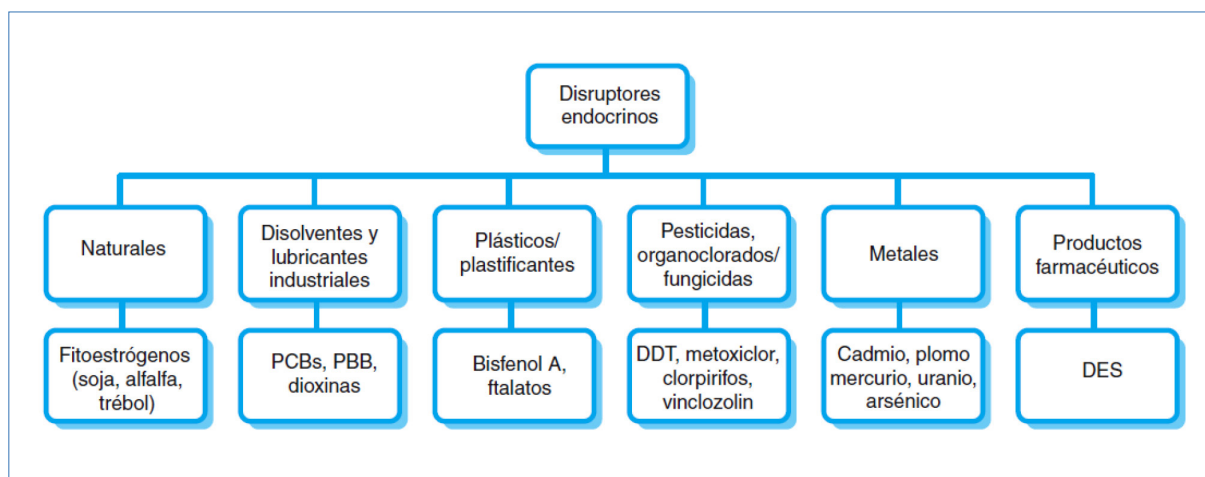 Disruptores
endocrinos
Naturales
Disolventes y
lubricantes
industriales
Plásticos/
plastificantes
Pesticidas,
organoclorados/
fungicidas
Metales
Productos
farmacéuticos
Fitoestrógenos
(soja, alfalfa,
trébol)
PCBs, PBB,
dioxinas
Bisfenol A,
ftalatos
DDT, metoxiclor,
clorpirifos,
vinclozolin
Cadmio, plomo
mercurio, uranio,
arsénico
DES